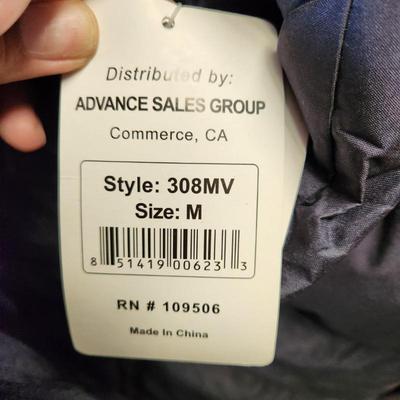 Distributed by:
ADVANCE SALES GROUP
Commerce, CA
Style: 308MV
Size: M
8 51419 00623 3
RN # 109506
Made In China